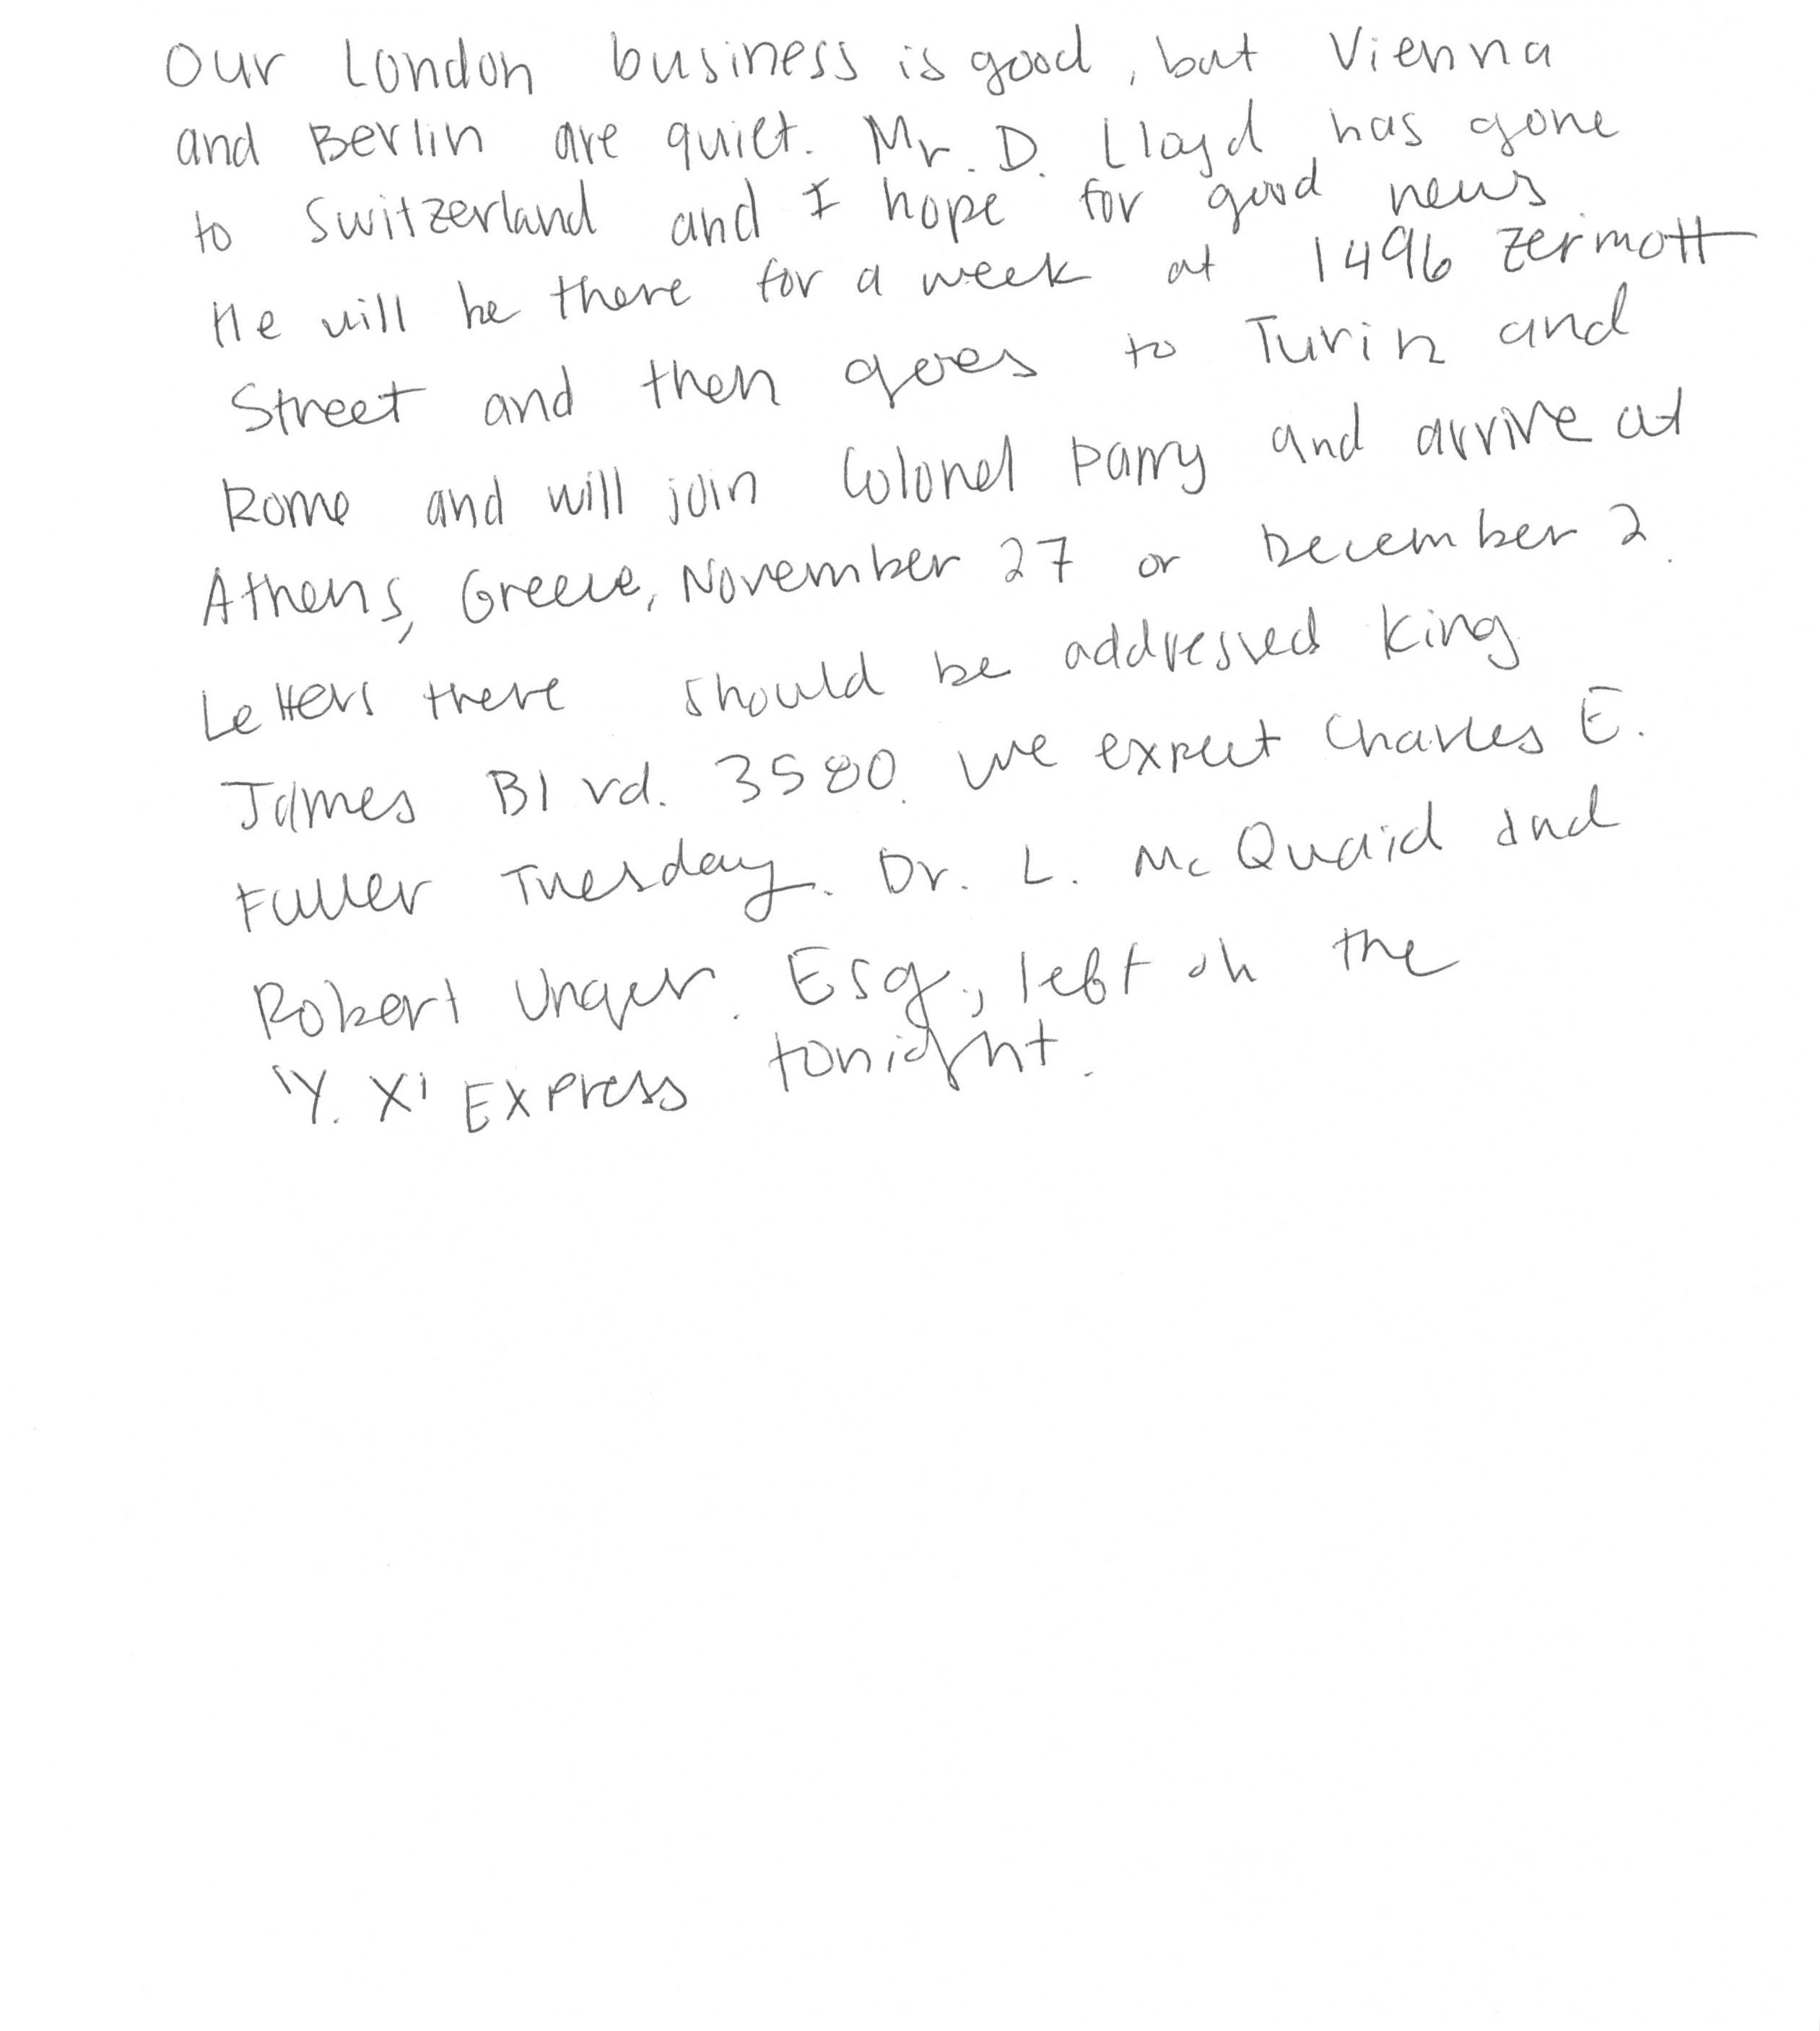 Our London business is good, but Vienna
and Berlin are quiet. Mr. D. Lloyd has gone
to Switzerland and I hope for good news.
He will be there for a week at 1496 Zermott
Street and then goes to Turin and
Rome and will join Colonel Parry and arrive at
Athens, Greece, November 27 or December 2.
Letters there should be addressed King
James Blvd. 3580. We expect Charles E.
Fuller Tuesday. Dr. L. McQuaid and
Robert Unger. Esq., left on the
'Y. X' Express tonight.